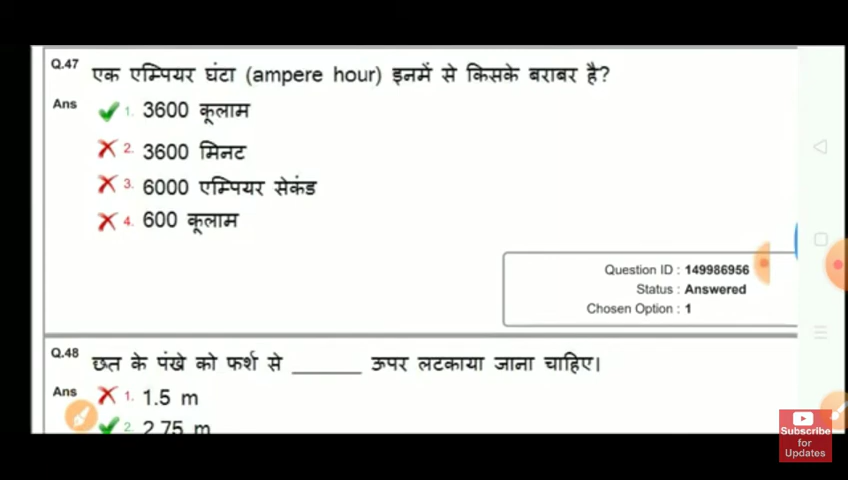 Q.47 एक एम्पियर घंटा (ampere hour) इनमें से किसके बराबर है?
Ans 1. 3600 कूलाम
2. 3600 मिनट
3. 6000 एम्पियर सेकंड
4. 600 कूलाम
Question ID : 149986956
Status : Answered
Chosen Option : 1
Q.48 छत के पंखे को फर्श से _______ ऊपर लटकाया जाना चाहिए।
Ans 1. 1.5 m
2. 2.75 m
Subscribe
for
Updates